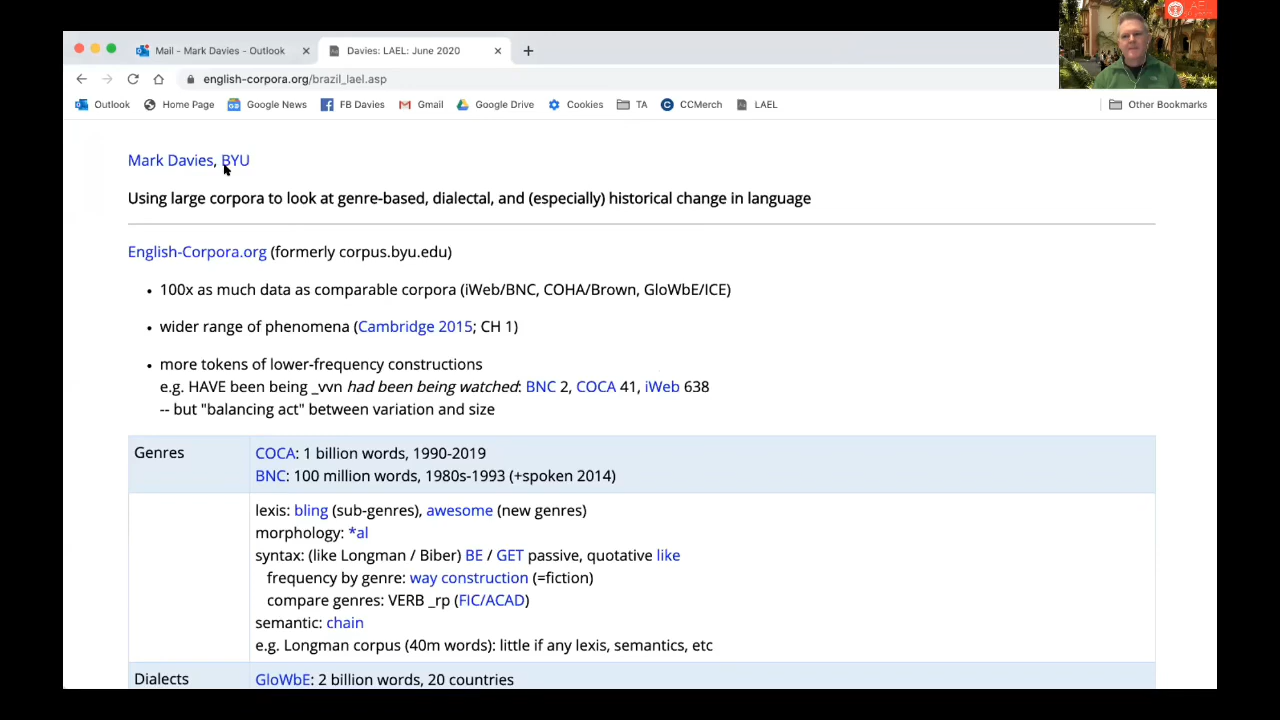 Mail - Mark Davies - Outlook
Davies: LAEL: June 2020
english-corpora.org/brazil_lael.asp
Outlook Home Page Google News FB Davies Gmail Google Drive Cookies TA CCMerch LAEL Other Bookmarks
Mark Davies, BYU
Using large corpora to look at genre-based, dialectal, and (especially) historical change in language
English-Corpora.org (formerly corpus.byu.edu)
• 100x as much data as comparable corpora (iWeb/BNC, COHA/Brown, GloWbE/ICE)
• wider range of phenomena (Cambridge 2015; CH 1)
• more tokens of lower-frequency constructions
e.g. HAVE been being _vvn had been being watched: BNC 2, COCA 41, iWeb 638
-- but "balancing act" between variation and size
Genres
COCA: 1 billion words, 1990-2019
BNC: 100 million words, 1980s-1993 (+spoken 2014)
lexis: bling (sub-genres), awesome (new genres)
morphology: *al
syntax: (like Longman / Biber) BE / GET passive, quotative like
frequency by genre: way construction (=fiction)
compare genres: VERB _rp (FIC/ACAD)
semantic: chain
e.g. Longman corpus (40m words): little if any lexis, semantics, etc
Dialects
GloWbE: 2 billion words, 20 countries